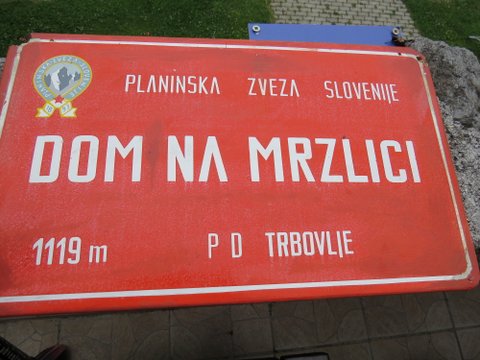 PLANINSKA ZVEZA SLOVENIJE
DOM NA MRZLICI
1119 m
P D TRBOVLJE